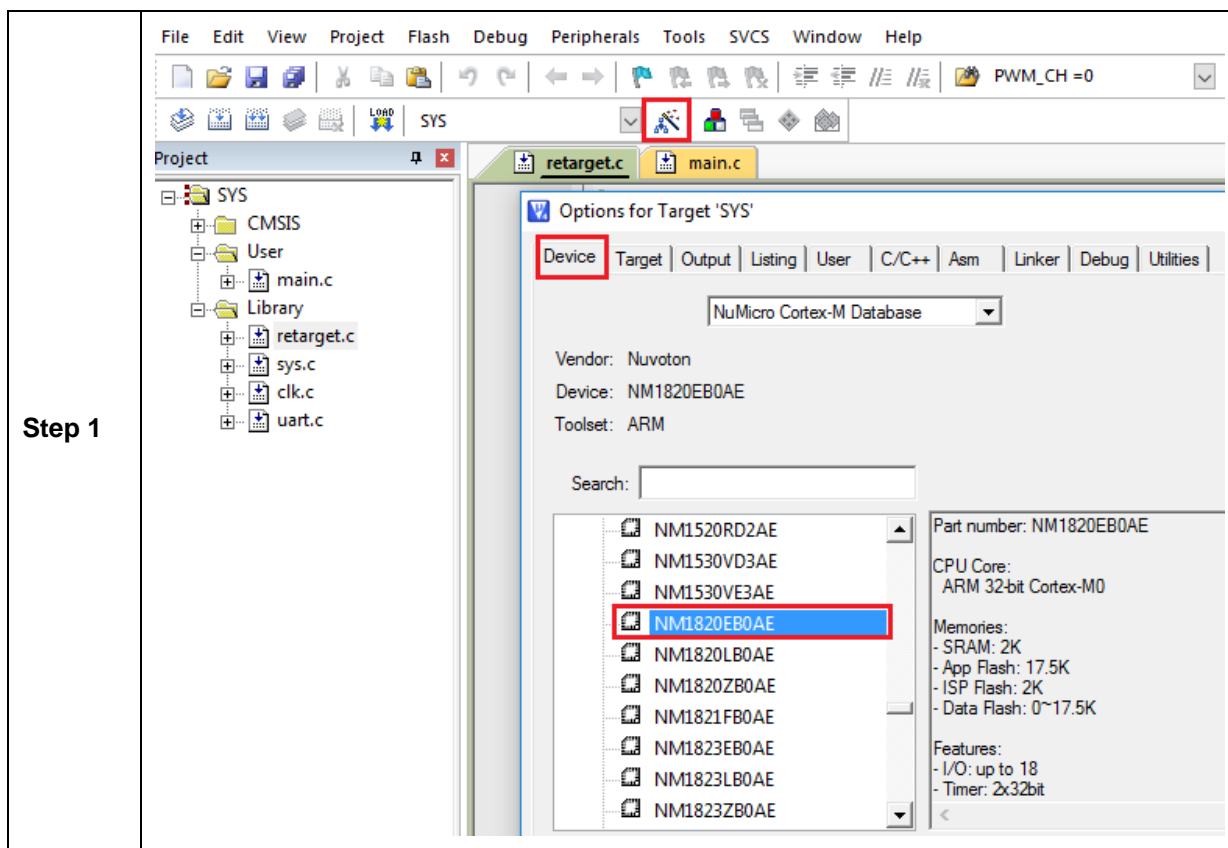 Step 1
File Edit View Project Flash Debug Peripherals Tools SVCS Window Help
PWM_CH =0
LOAD SYS
Project
retarget.c main.c
SYS
CMSIS
User
main.c
Library
retarget.c
sys.c
clk.c
uart.c
Options for Target 'SYS'
Device Target Output Listing User C/C++ Asm Linker Debug Utilities
NuMicro Cortex-M Database
Vendor: Nuvoton
Device: NM1820EB0AE
Toolset: ARM
Search:
NM1520RD2AE
NM1530VD3AE
NM1530VE3AE
NM1820EB0AE
NM1820LB0AE
NM1820ZB0AE
NM1821FB0AE
NM1823EB0AE
NM1823LB0AE
NM1823ZB0AE
Part number: NM1820EB0AE
CPU Core:
ARM 32-bit Cortex-M0
Memories:
- SRAM: 2K
- App Flash: 17.5K
- ISP Flash: 2K
- Data Flash: 0~17.5K
Features:
- I/O: up to 18
- Timer: 2x32bit